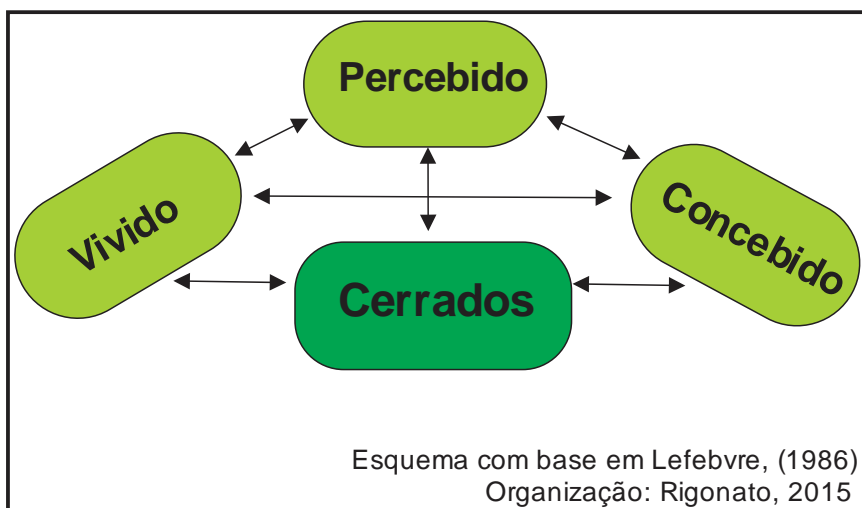 Percebido
Vivido
Concebido
Cerrados
Esquema com base em Lefebvre, (1986)
Organização: Rigonato, 2015